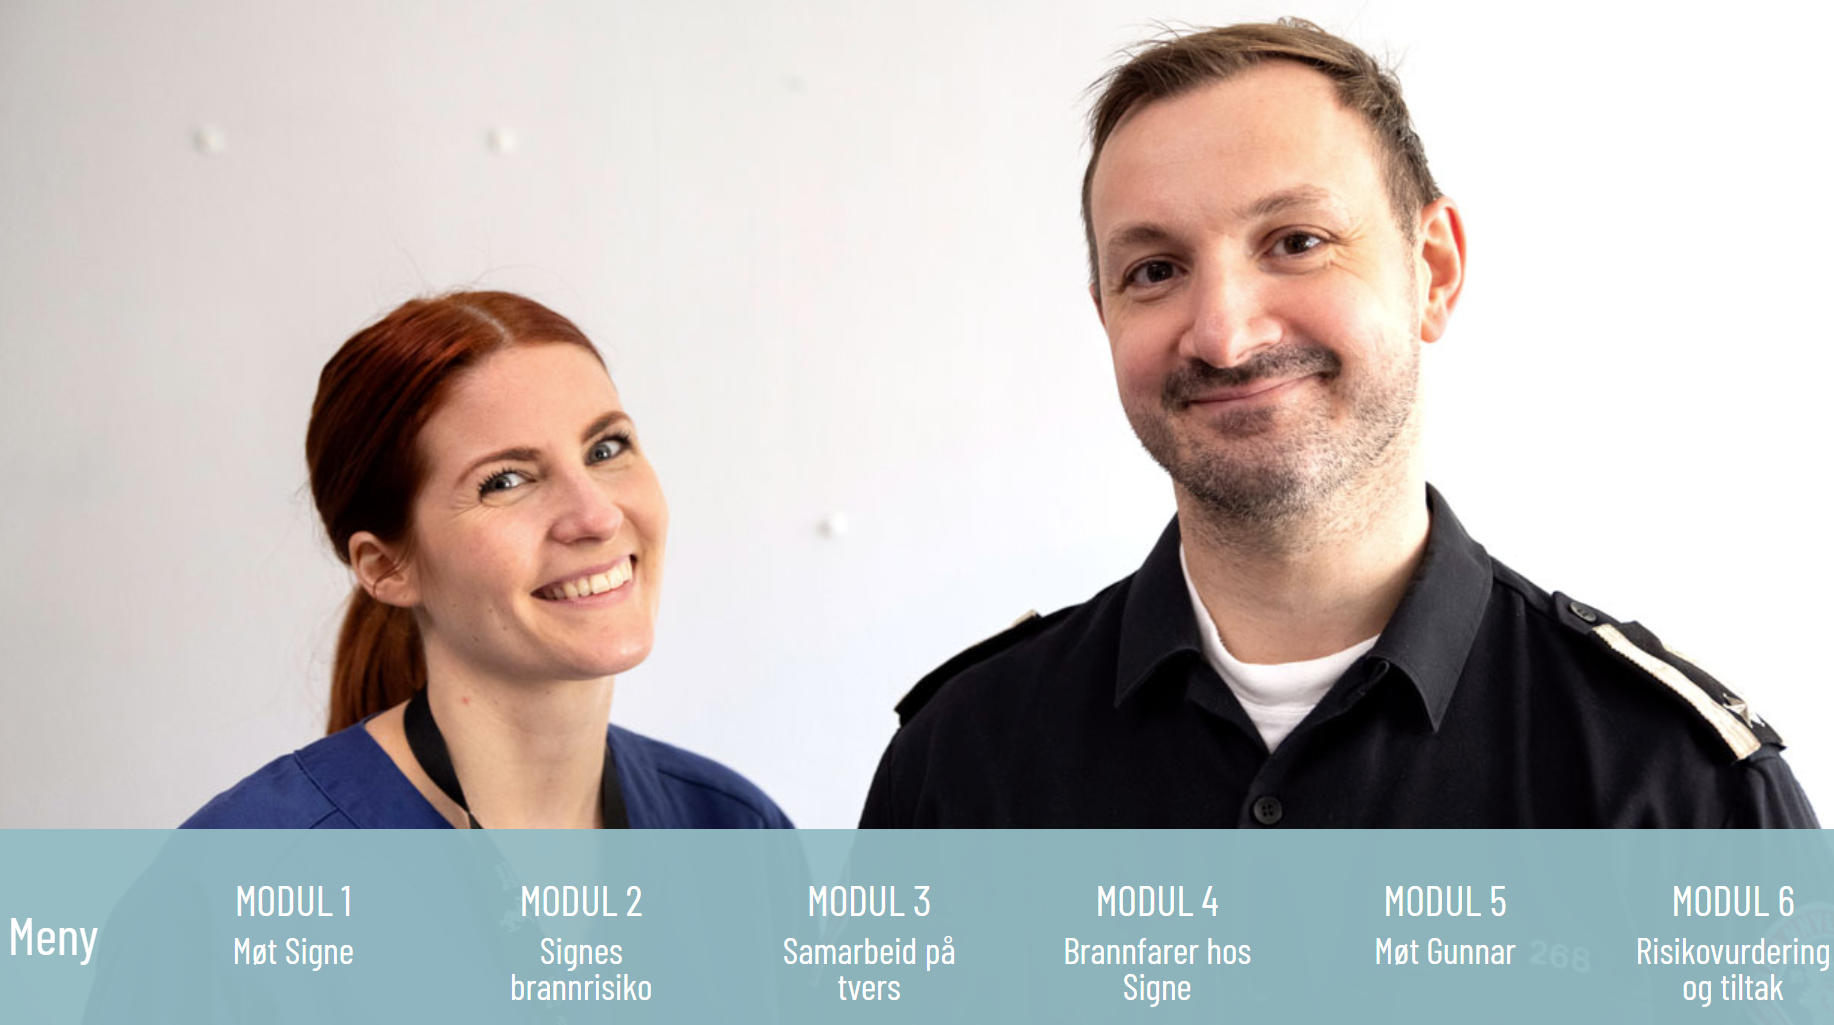 Meny
MODUL 1
Møt Signe
MODUL 2
Signes
brannrisiko
MODUL 3
Samarbeid på
tvers
MODUL 4
Brannfarer hos
Signe
MODUL 5
Møt Gunnar
268
MODUL 6
Risikovurdering
og tiltak